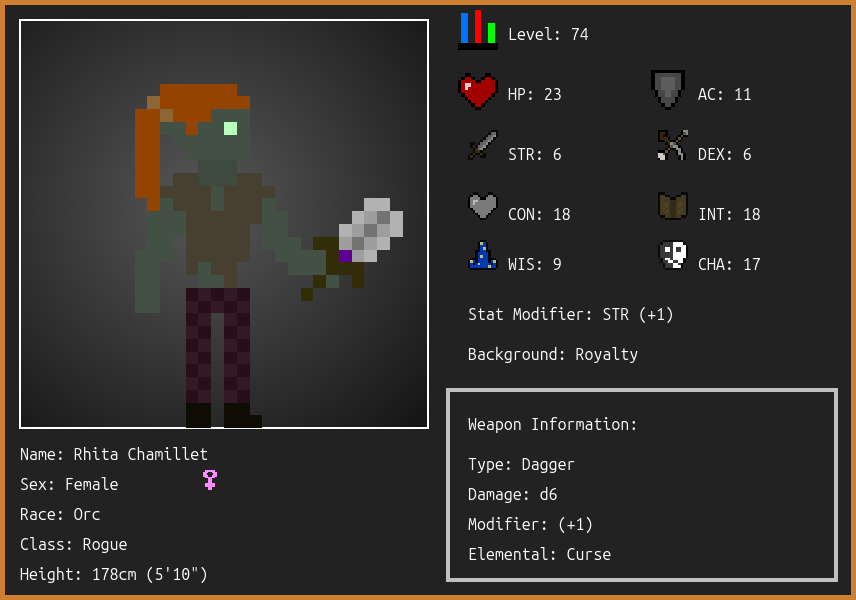 Level: 74
HP: 23
AC: 11
STR: 6
DEX: 6
CON: 18
INT: 18
WIS: 9
CHA: 17
Stat Modifier: STR (+1)
Background: Royalty
Weapon Information:
Type: Dagger
Damage: d6
Modifier: (+1)
Elemental: Curse
Name: Rhita Chamillet
Sex: Female
Race: Orc
Class: Rogue
Height: 178cm (5'10")